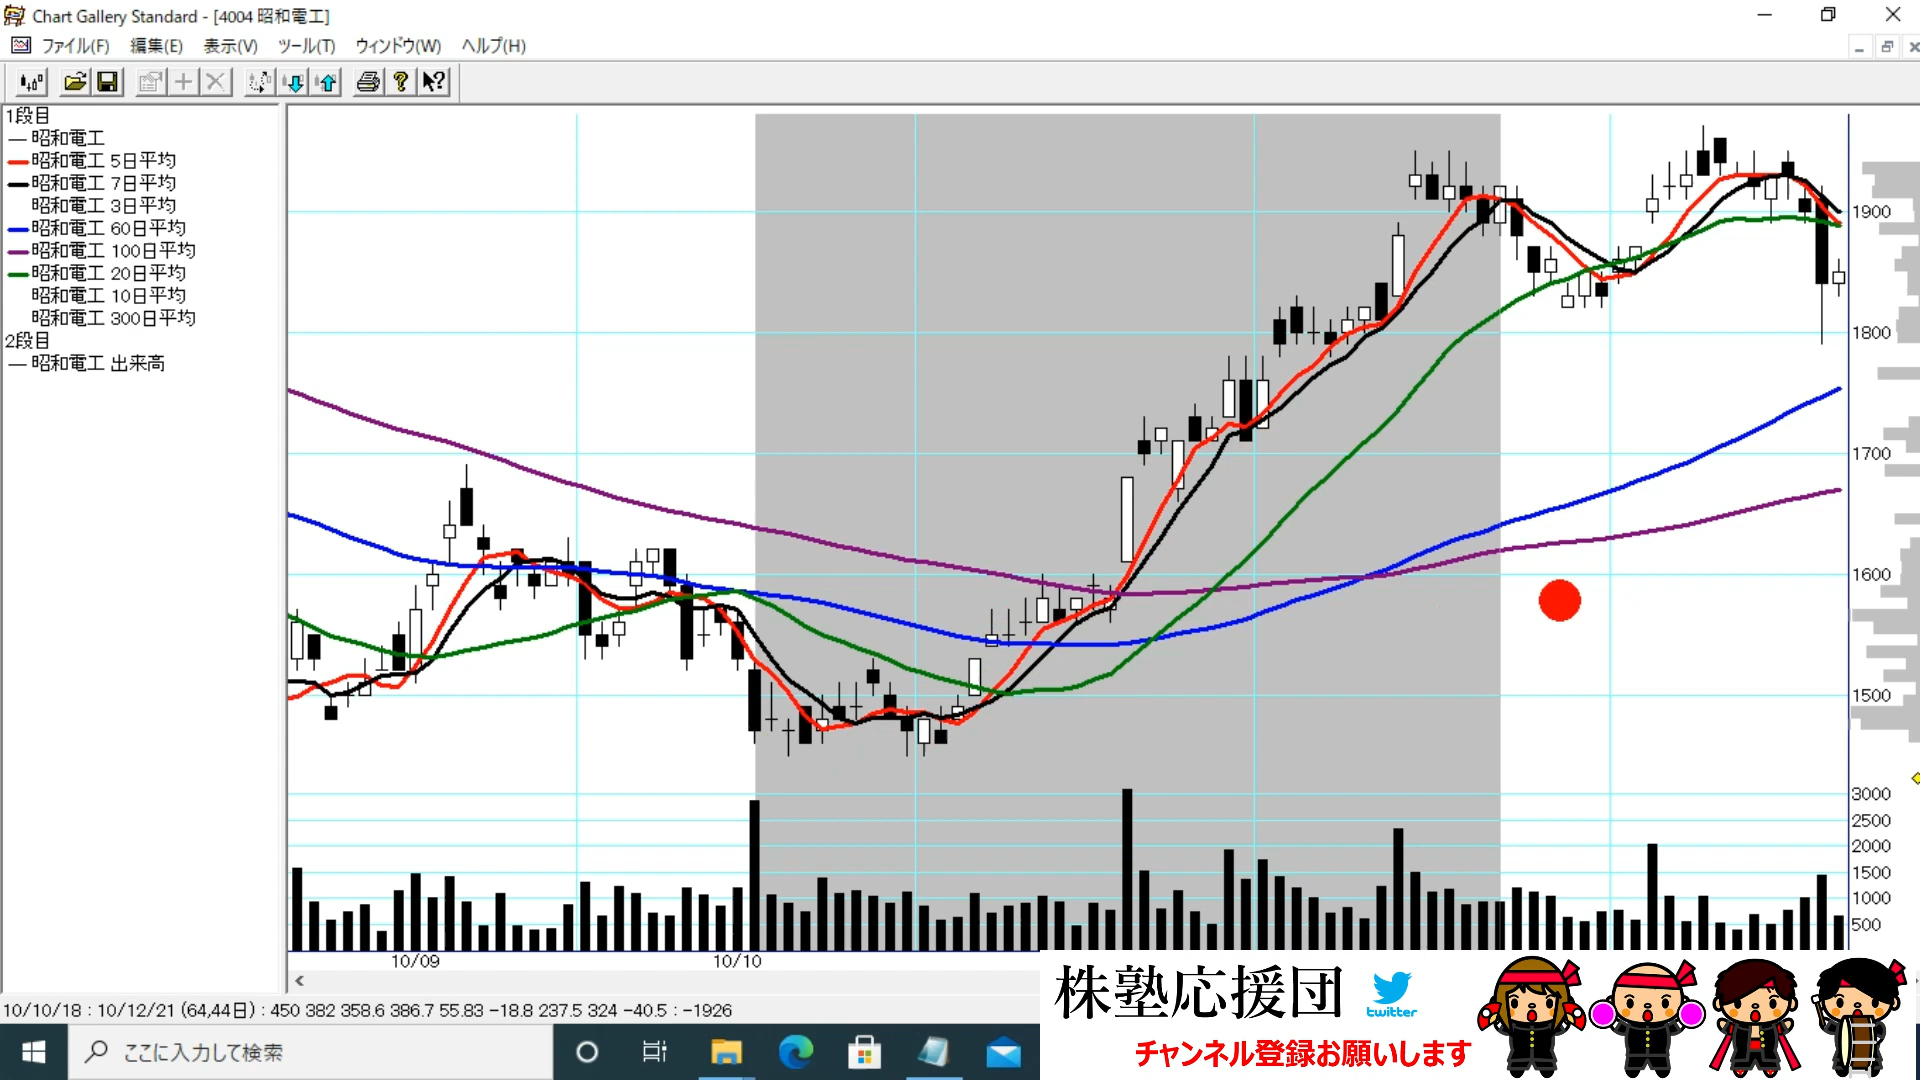 Chart Gallery Standard - [4004 昭和電工]
ファイル(F) 編集(E) 表示(V) ツール(T) ウィンドウ(W) ヘルプ(H)
1段目
昭和電工
昭和電工 5日平均
昭和電工 7日平均
昭和電工 3日平均
昭和電工 60日平均
昭和電工 100日平均
昭和電工 20日平均
昭和電工 10日平均
昭和電工 300日平均
2段目
昭和電工 出来高
1900
1800
1700
1600
1500
3000
2500
2000
1500
1000
500
10/09 10/10
10/10/18 : 10/12/21 (64,44日) : 450 382 358.6 386.7 55.83 -18.8 237.5 324 -40.5 : -1926
ここに入力して検索
株塾応援団
twitter
チャンネル登録お願いします